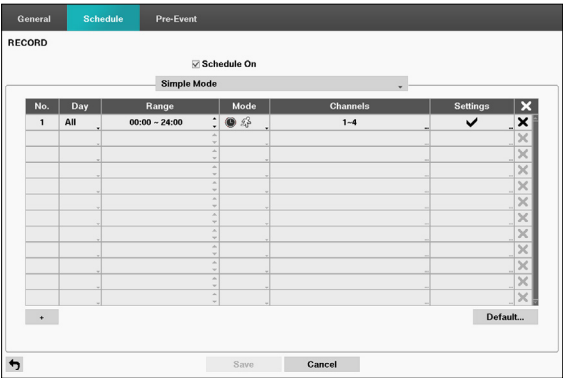 General Schedule Pre-Event
RECORD
Schedule On
Simple Mode
No. Day Range Mode Channels Settings
1 All 00:00 ~ 24:00 1~4
+ Default...
Save Cancel